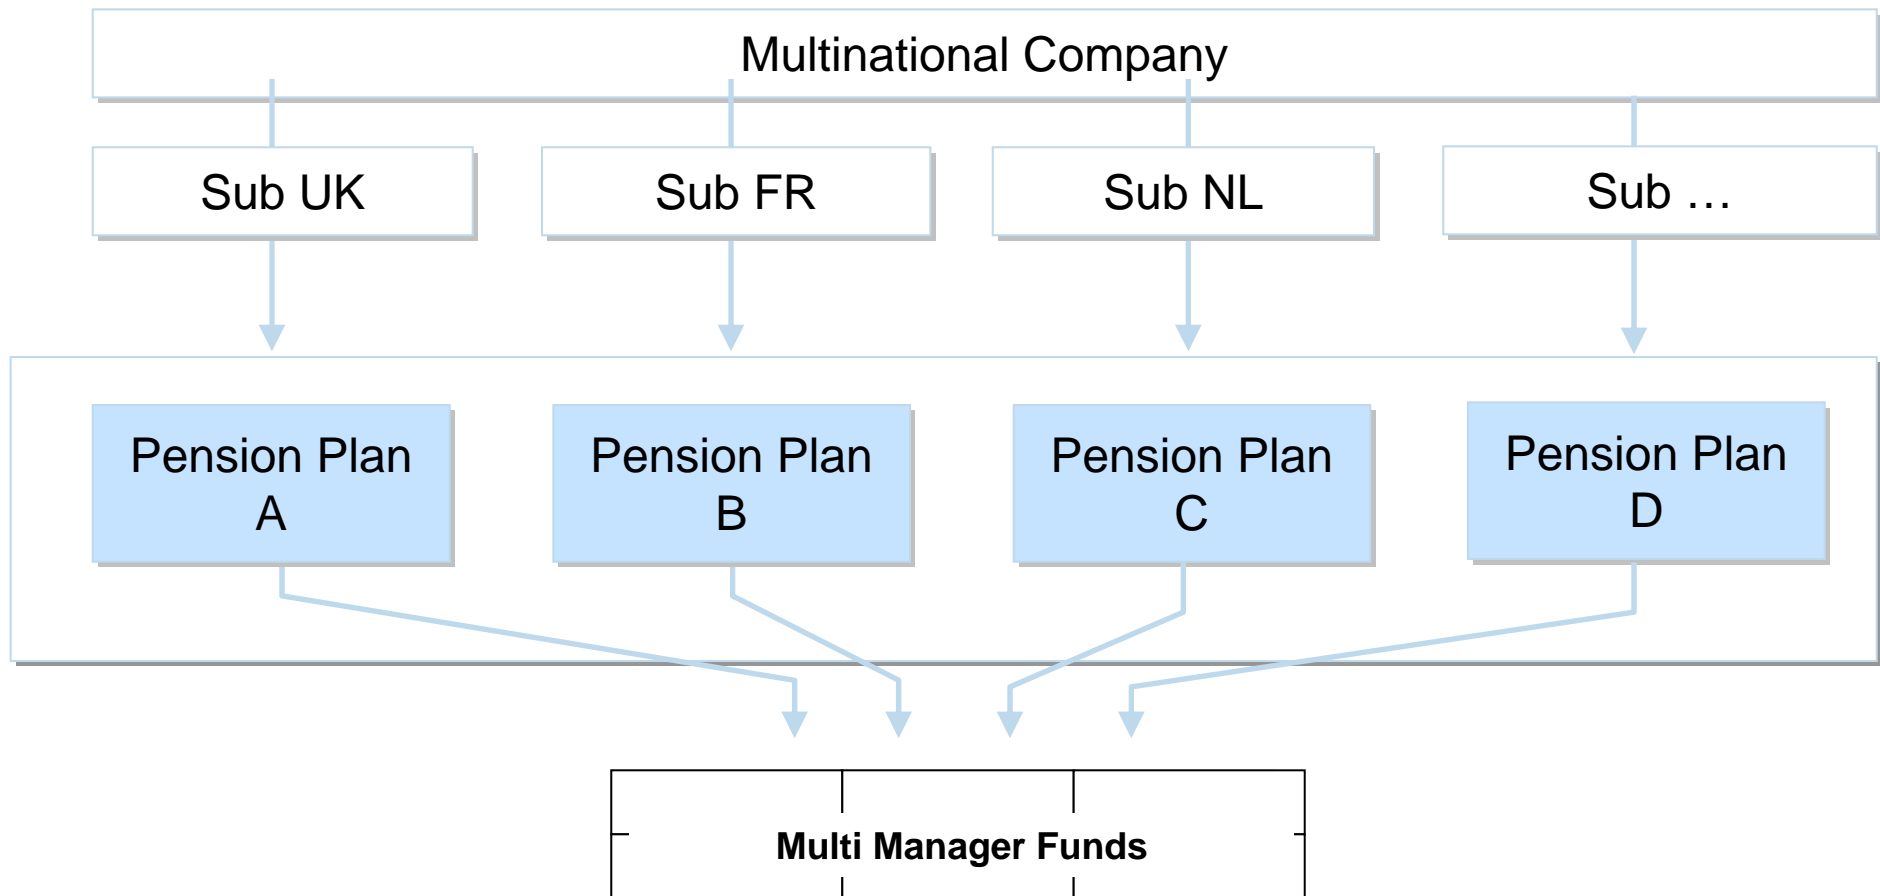 Multinational Company
Sub UK
Sub FR
Sub NL
Sub …
Pension Plan
A
Pension Plan
B
Pension Plan
C
Pension Plan
D
Multi Manager Funds